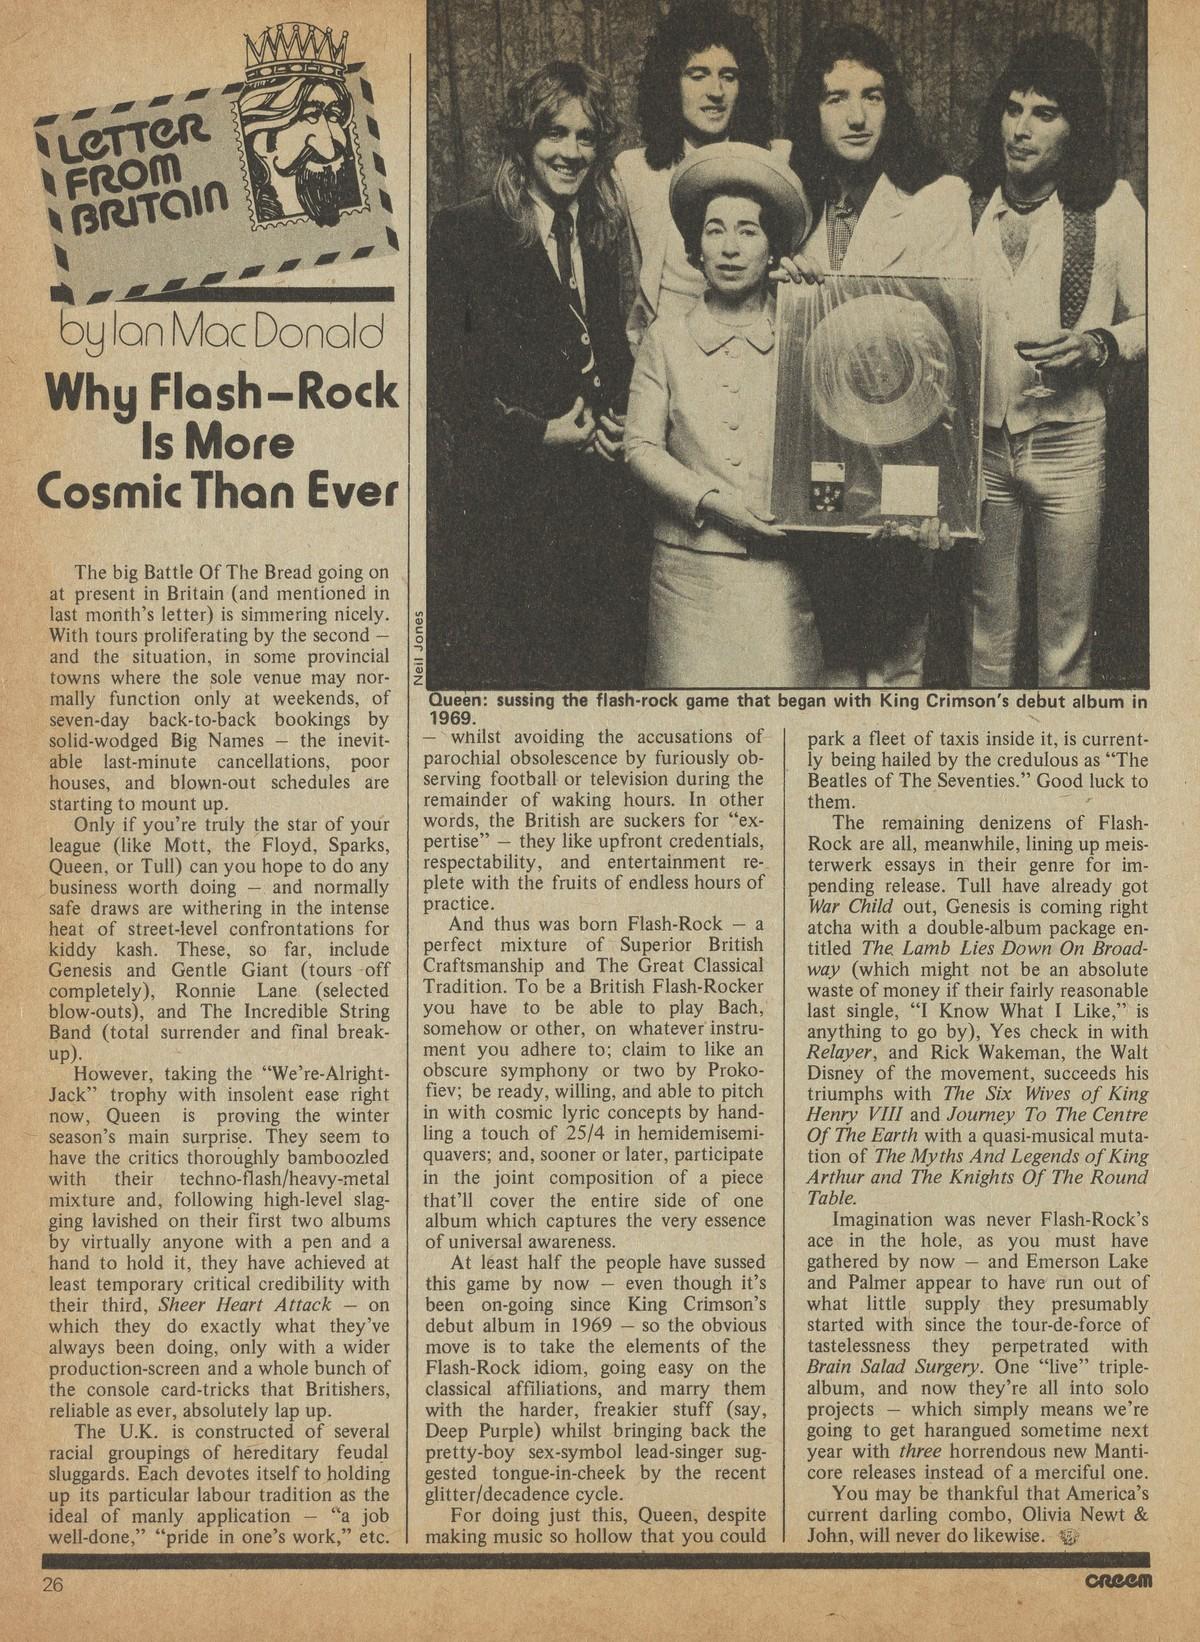 LETTER
FROM
BRITAIN
by Ian Mac Donald
Why Flash-Rock
Is More
Cosmic Than Ever
The big Battle Of The Bread going on
at present in Britain (and mentioned in
last month's letter) is simmering nicely.
With tours proliferating by the second —
and the situation, in some provincial
towns where the sole venue may nor-
mally function only at weekends, of
seven-day back-to-back bookings by
solid-wodged Big Names — the inevit-
able last-minute cancellations, poor
houses, and blown-out schedules are
starting to mount up.
Only if you're truly the star of your
league (like Mott, the Floyd, Sparks,
Queen, or Tull) can you hope to do any
business worth doing — and normally
safe draws are withering in the intense
heat of street-level confrontations for
kiddy kash. These, so far, include
Genesis and Gentle Giant (tours off
completely), Ronnie Lane (selected
blow-outs), and The Incredible String
Band (total surrender and final break-
up).
However, taking the "We're-Alright-
Jack" trophy with insolent ease right
now, Queen is proving the winter
season's main surprise. They seem to
have the critics thoroughly bamboozled
with their techno-flash/heavy-metal
mixture and, following high-level slag-
ging lavished on their first two albums
by virtually anyone with a pen and a
hand to hold it, they have achieved at
least temporary critical credibility with
their third, Sheer Heart Attack — on
which they do exactly what they've
always been doing, only with a wider
production-screen and a whole bunch of
the console card-tricks that Britishers,
reliable as ever, absolutely lap up.
The U.K. is constructed of several
racial groupings of hereditary feudal
sluggards. Each devotes itself to holding
up its particular labour tradition as the
ideal of manly application — "a job
well-done," "pride in one's work," etc.
Neil Jones
Queen: sussing the flash-rock game that began with King Crimson's debut album in
1969.
— whilst avoiding the accusations of
parochial obsolescence by furiously ob-
serving football or television during the
remainder of waking hours. In other
words, the British are suckers for "ex-
pertise" — they like upfront credentials,
respectability, and entertainment re-
plete with the fruits of endless hours of
practice.
And thus was born Flash-Rock — a
perfect mixture of Superior British
Craftsmanship and The Great Classical
Tradition. To be a British Flash-Rocker
you have to be able to play Bach,
somehow or other, on whatever instru-
ment you adhere to; claim to like an
obscure symphony or two by Proko-
fiev; be ready, willing, and able to pitch
in with cosmic lyric concepts by hand-
ling a touch of 25/4 in hemidemisemi-
quavers; and, sooner or later, participate
in the joint composition of a piece
that'll cover the entire side of one
album which captures the very essence
of universal awareness.
At least half the people have sussed
this game by now — even though it's
been on-going since King Crimson's
debut album in 1969 — so the obvious
move is to take the elements of the
Flash-Rock idiom, going easy on the
classical affiliations, and marry them
with the harder, freakier stuff (say,
Deep Purple) whilst bringing back the
pretty-boy sex-symbol lead-singer sug-
gested tongue-in-cheek by the recent
glitter/decadence cycle.
For doing just this, Queen, despite
making music so hollow that you could
park a fleet of taxis inside it, is current-
ly being hailed by the credulous as "The
Beatles of The Seventies." Good luck to
them.
The remaining denizens of Flash-
Rock are all, meanwhile, lining up meis-
terwerk essays in their genre for im-
pending release. Tull have already got
War Child out, Genesis is coming right
atcha with a double-album package en-
titled The Lamb Lies Down On Broad-
way (which might not be an absolute
waste of money if their fairly reasonable
last single, "I Know What I Like," is
anything to go by), Yes check in with
Relayer, and Rick Wakeman, the Walt
Disney of the movement, succeeds his
triumphs with The Six Wives of King
Henry VIII and Journey To The Centre
Of The Earth with a quasi-musical muta-
tion of The Myths And Legends of King
Arthur and The Knights Of The Round
Table.
Imagination was never Flash-Rock's
ace in the hole, as you must have
gathered by now — and Emerson Lake
and Palmer appear to have run out of
what little supply they presumably
started with since the tour-de-force of
tastelessness they perpetrated with
Brain Salad Surgery. One "live" triple-
album, and now they're all into solo
projects — which simply means we're
going to get harangued sometime next
year with three horrendous new Manti-
core releases instead of a merciful one.
You may be thankful that America's
current darling combo, Olivia Newt &
John, will never do likewise.
26
CREEM